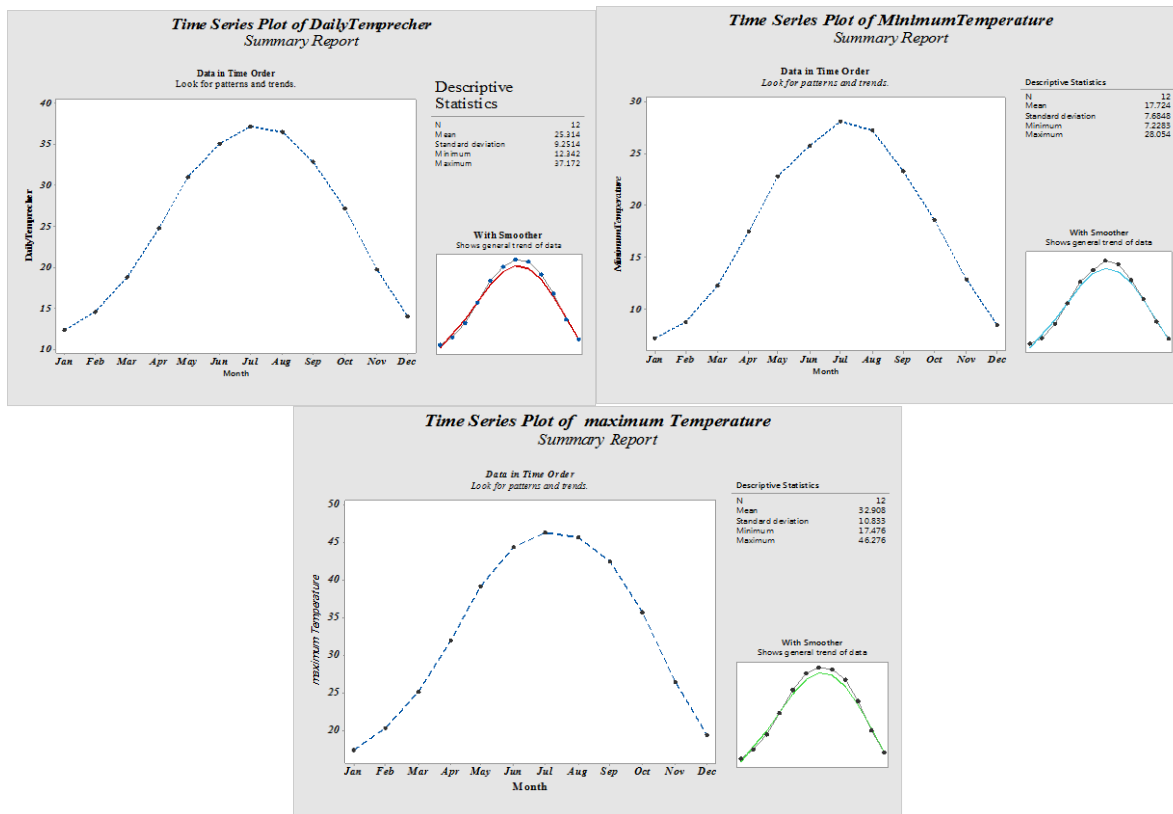 Time Series Plot of DailyTemprecher
Summary Report
Data in Time Order
Look for patterns and trends.
Descriptive
Statistics
N 12
Mean 25.314
Standard deviation 9.2514
Minimum 12.342
Maximum 37.172
DailyTemprecher
40
35
30
25
20
15
10
Jan Feb Mar Apr May Jun Jul Aug Sep Oct Nov Dec
Month
With Smoother
Shows general trend of data
Time Series Plot of MinimumTemperature
Summary Report
Data in Time Order
Look for patterns and trends.
Descriptive Statistics
N 12
Mean 17.724
Standard deviation 7.6848
Minimum 7.2283
Maximum 28.054
MinimumTemperature
30
25
20
15
10
Jan Feb Mar Apr May Jun Jul Aug Sep Oct Nov Dec
Month
With Smoother
Shows general trend of data
Time Series Plot of maximum Temperature
Summary Report
Data in Time Order
Look for patterns and trends.
Descriptive Statistics
N 12
Mean 32.908
Standard deviation 10.833
Minimum 17.476
Maximum 46.276
maximum Temperature
50
45
40
35
30
25
20
Jan Feb Mar Apr May Jun Jul Aug Sep Oct Nov Dec
Month
With Smoother
Shows general trend of data